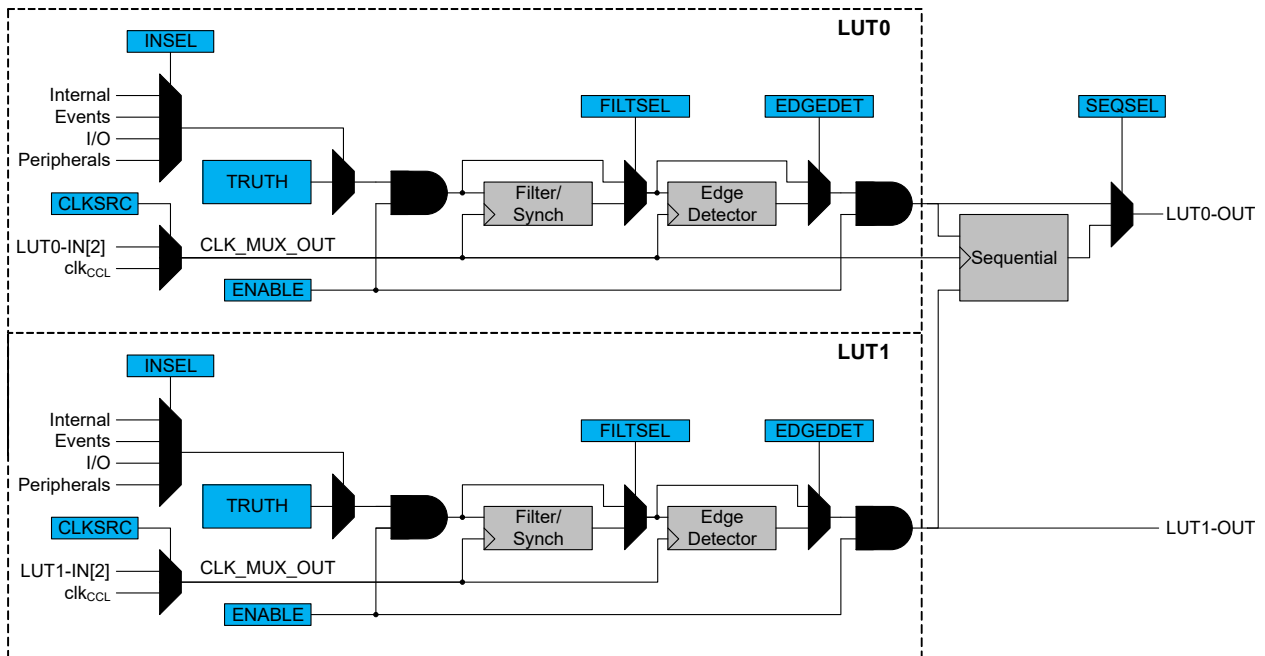 LUT0
INSEL
Internal
Events
I/O
Peripherals
FILTSEL
EDGEDET
SEQSEL
TRUTH
Filter/
Synch
Edge
Detector
CLKSRC
LUT0-IN[2]
clkCCL
CLK_MUX_OUT
ENABLE
Sequential
LUT0-OUT
LUT1
INSEL
Internal
Events
I/O
Peripherals
FILTSEL
EDGEDET
TRUTH
Filter/
Synch
Edge
Detector
CLKSRC
LUT1-IN[2]
clkCCL
CLK_MUX_OUT
ENABLE
LUT1-OUT